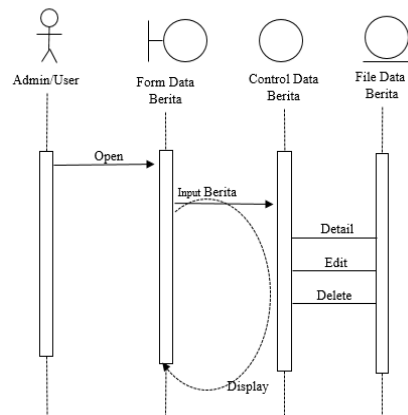 Admin/User
Form Data
Berita
Control Data
Berita
File Data
Berita
Open
Input Berita
Detail
Edit
Delete
Display